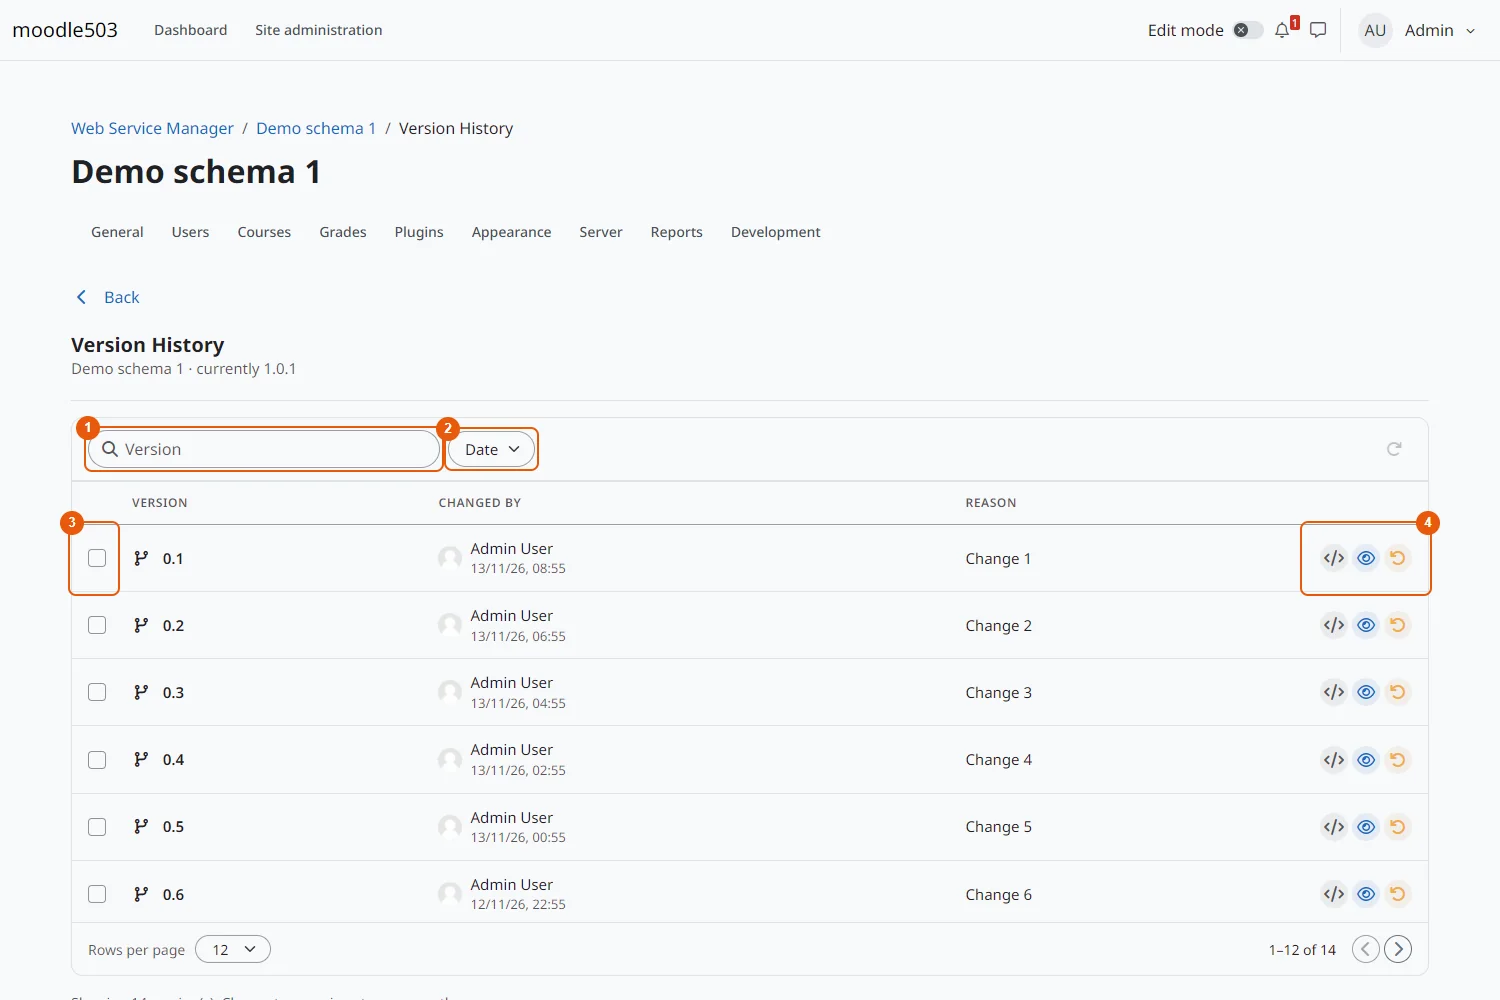 moodle503 Dashboard Site administration Edit mode 1 AU Admin
Web Service Manager / Demo schema 1 / Version History
Demo schema 1
General Users Courses Grades Plugins Appearance Server Reports Development
Back
Version History
Demo schema 1 · currently 1.0.1
1 2
Version Date
VERSION CHANGED BY REASON
3 4
0.1 Admin User Change 1
13/11/26, 08:55
0.2 Admin User Change 2
13/11/26, 06:55
0.3 Admin User Change 3
13/11/26, 04:55
0.4 Admin User Change 4
13/11/26, 02:55
0.5 Admin User Change 5
13/11/26, 00:55
0.6 Admin User Change 6
12/11/26, 22:55
Rows per page 12 1–12 of 14